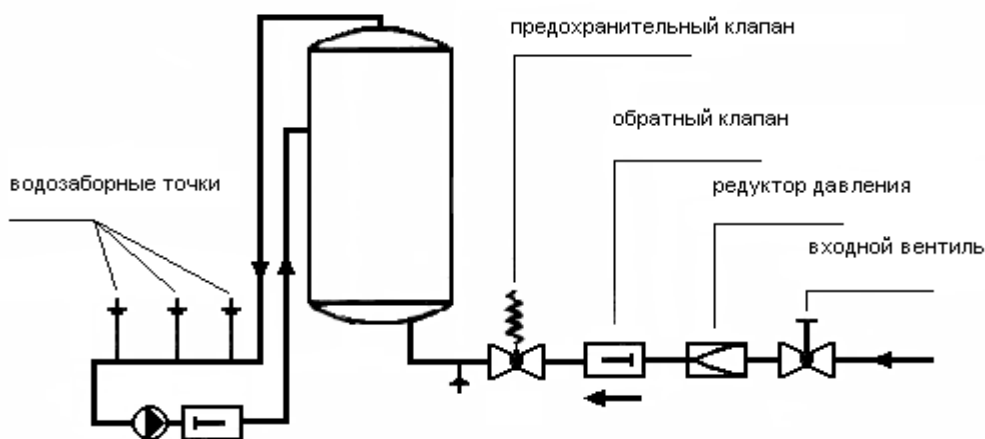 предохранительный клапан
обратный клапан
редуктор давления
водозаборные точки
входной вентиль